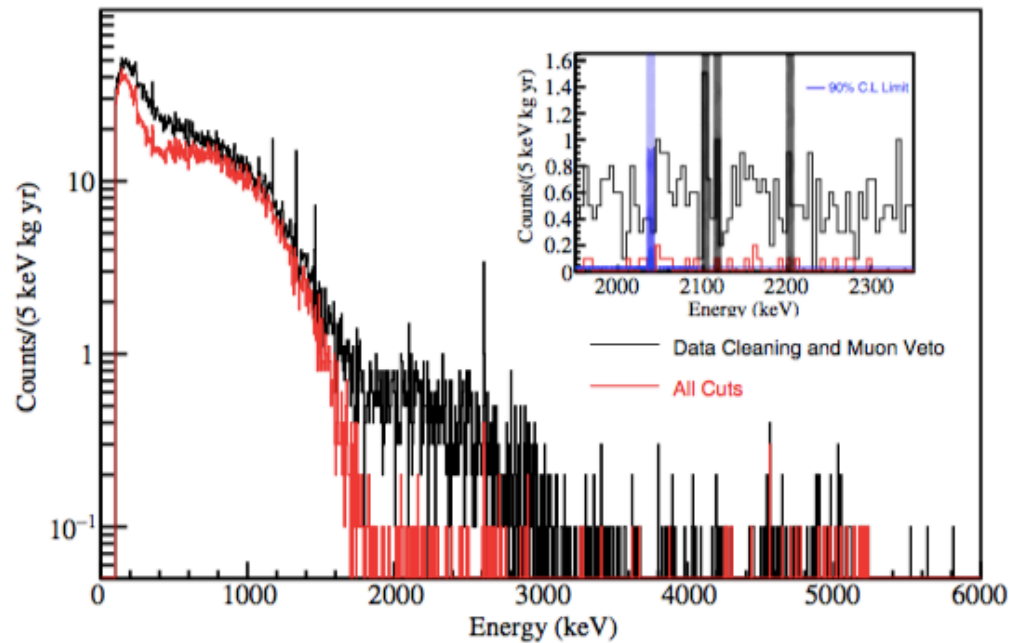 Counts/(5 keV kg yr)
10
1
10⁻¹
0 1000 2000 3000 4000 5000 6000
Energy (keV)
Counts/(5 keV kg yr)
1.6
1.4
1.2
1
0.8
0.6
0.4
0.2
0
2000 2100 2200 2300
Energy (keV)
90% C.L Limit
Data Cleaning and Muon Veto
All Cuts